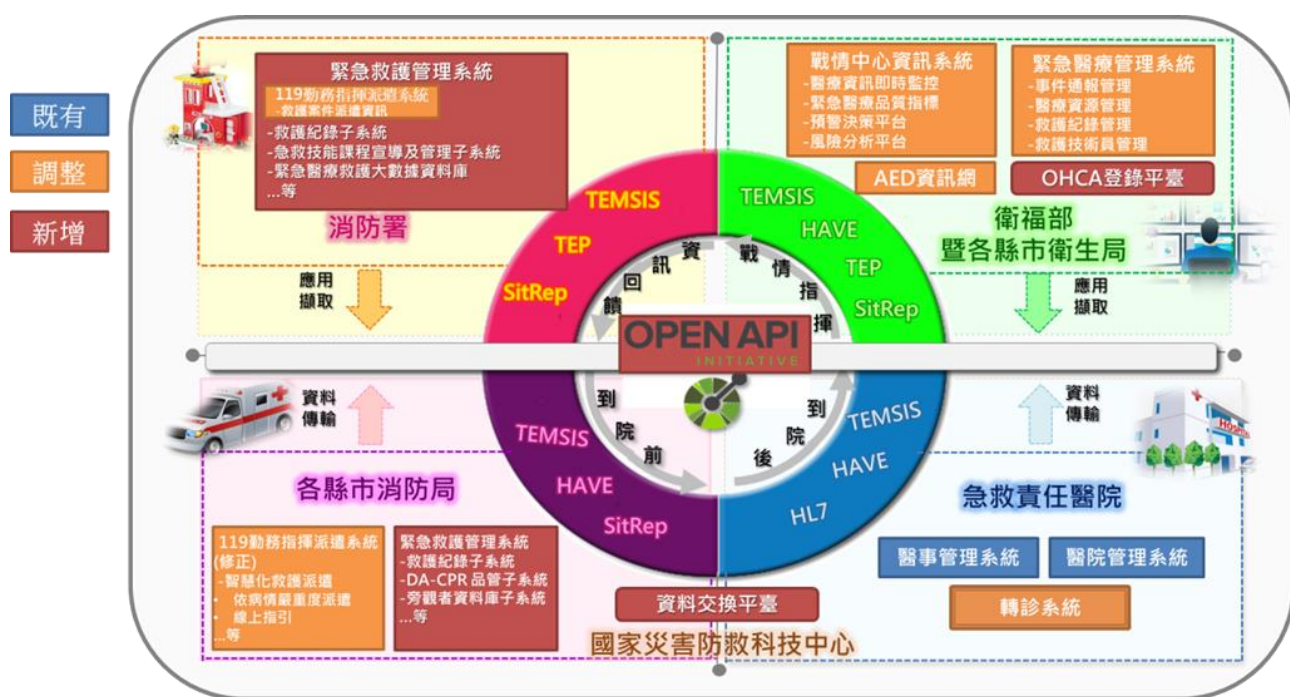 既有
調整
新增
緊急救護管理系統
119勤務指揮派遣系統
-救護案件派遣資訊
-救護紀錄子系統
-急救技能課程宣導及管理子系統
-緊急醫療救護大數據資料庫
...等
消防署
應用
擷取
戰情中心資訊系統
-醫療資訊即時監控
-緊急醫療品質指標
-預警決策平台
-風險分析平台
緊急醫療管理系統
-事件通報管理
-醫療資源管理
-救護紀錄管理
-救護技術員管理
AED資訊網
OHCA登錄平臺
衛福部
暨各縣市衛生局
應用
擷取
TEMSIS
TEP
SitRep
TEMSIS
HAVE
TEP
SitRep
資訊回饋
戰情指揮
OPEN API
INITIATIVE
到院前
到院後
TEMSIS
HAVE
SitRep
TEMSIS
HAVE
HL7
資料
傳輸
各縣市消防局
119勤務指揮派遣系統
(修正)
-智慧化救護派遣
• 依病情嚴重度派遣
• 線上指引
...等
緊急救護管理系統
-救護紀錄子系統
-DA-CPR品管子系統
-旁觀者資料庫子系統
...等
資料
傳輸
HOSPITAL
急救責任醫院
醫事管理系統
醫院管理系統
轉診系統
資料交換平臺
國家災害防救科技中心